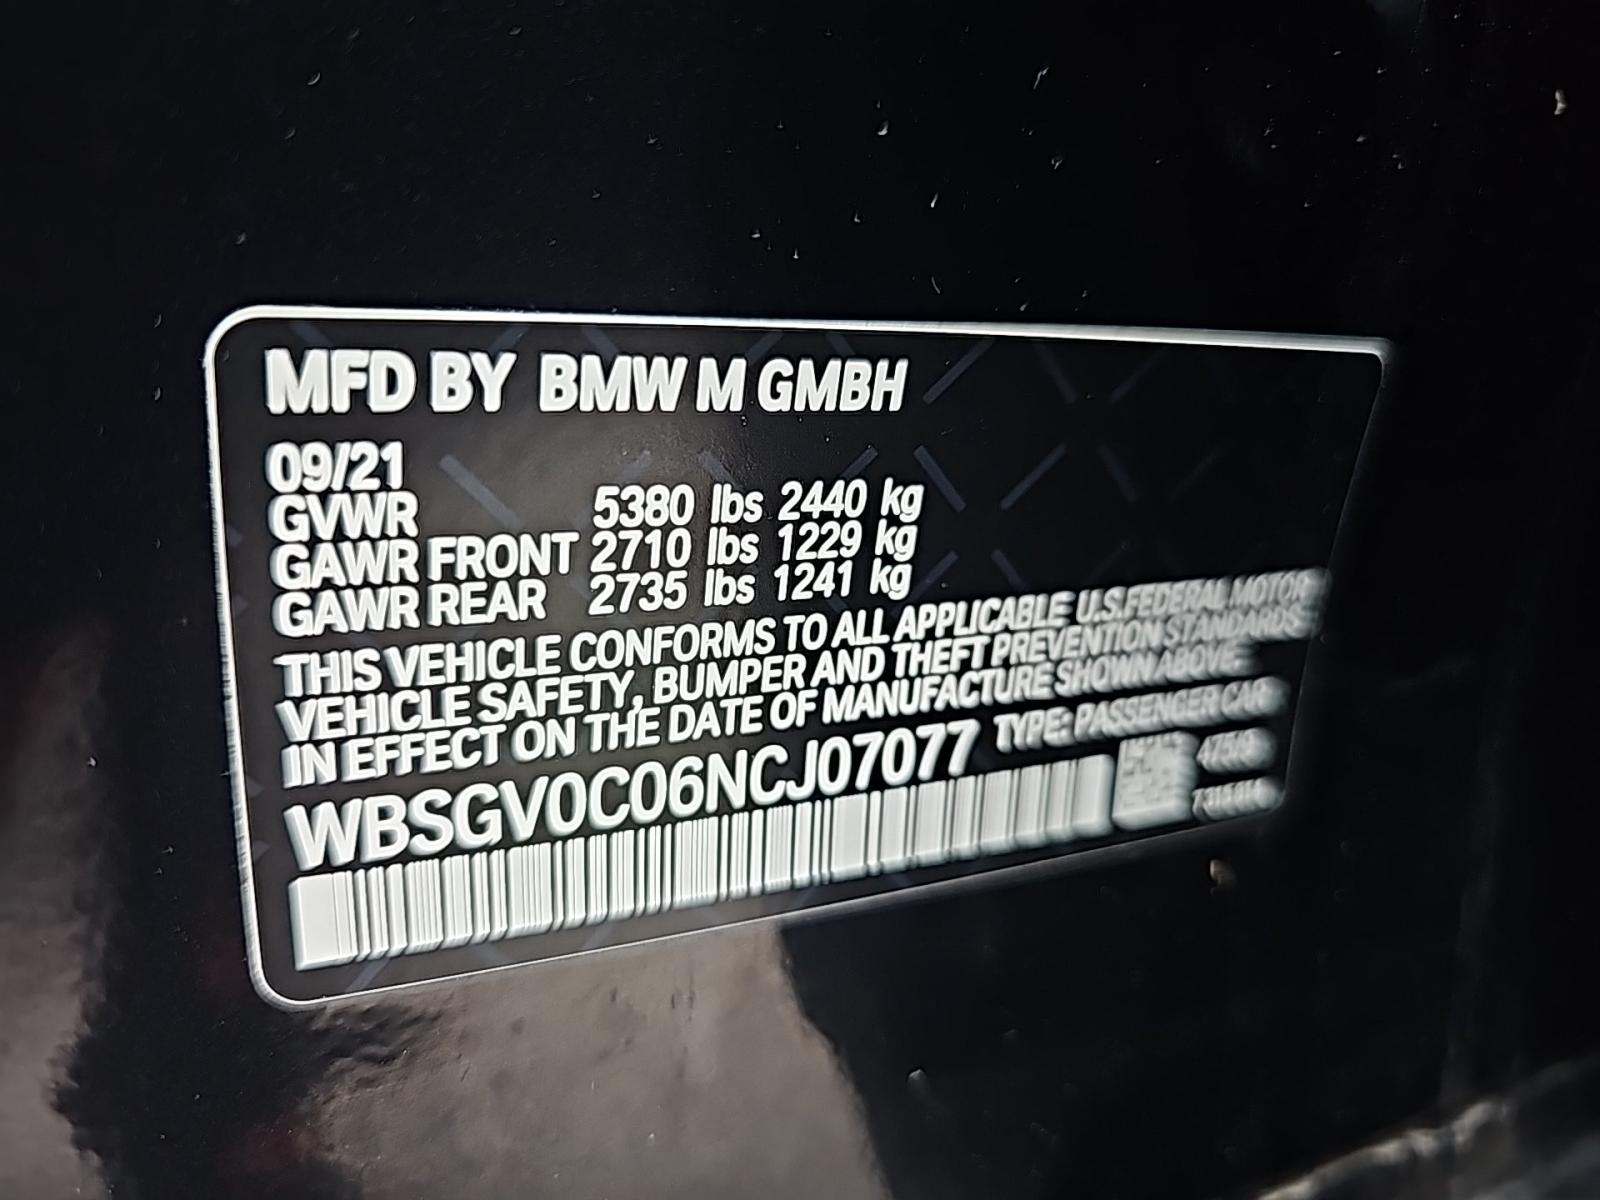 MFD BY BMW M GMBH
09/21
GVWR 5380 lbs 2440 kg
GAWR FRONT 2710 lbs 1229 kg
GAWR REAR 2735 lbs 1241 kg
THIS VEHICLE CONFORMS TO ALL APPLICABLE U.S.FEDERAL MOTOR
VEHICLE SAFETY, BUMPER AND THEFT PREVENTION STANDARDS
IN EFFECT ON THE DATE OF MANUFACTURE SHOWN ABOVE.
WBSGV0C06NCJ07077 TYPE: PASSENGER CAR